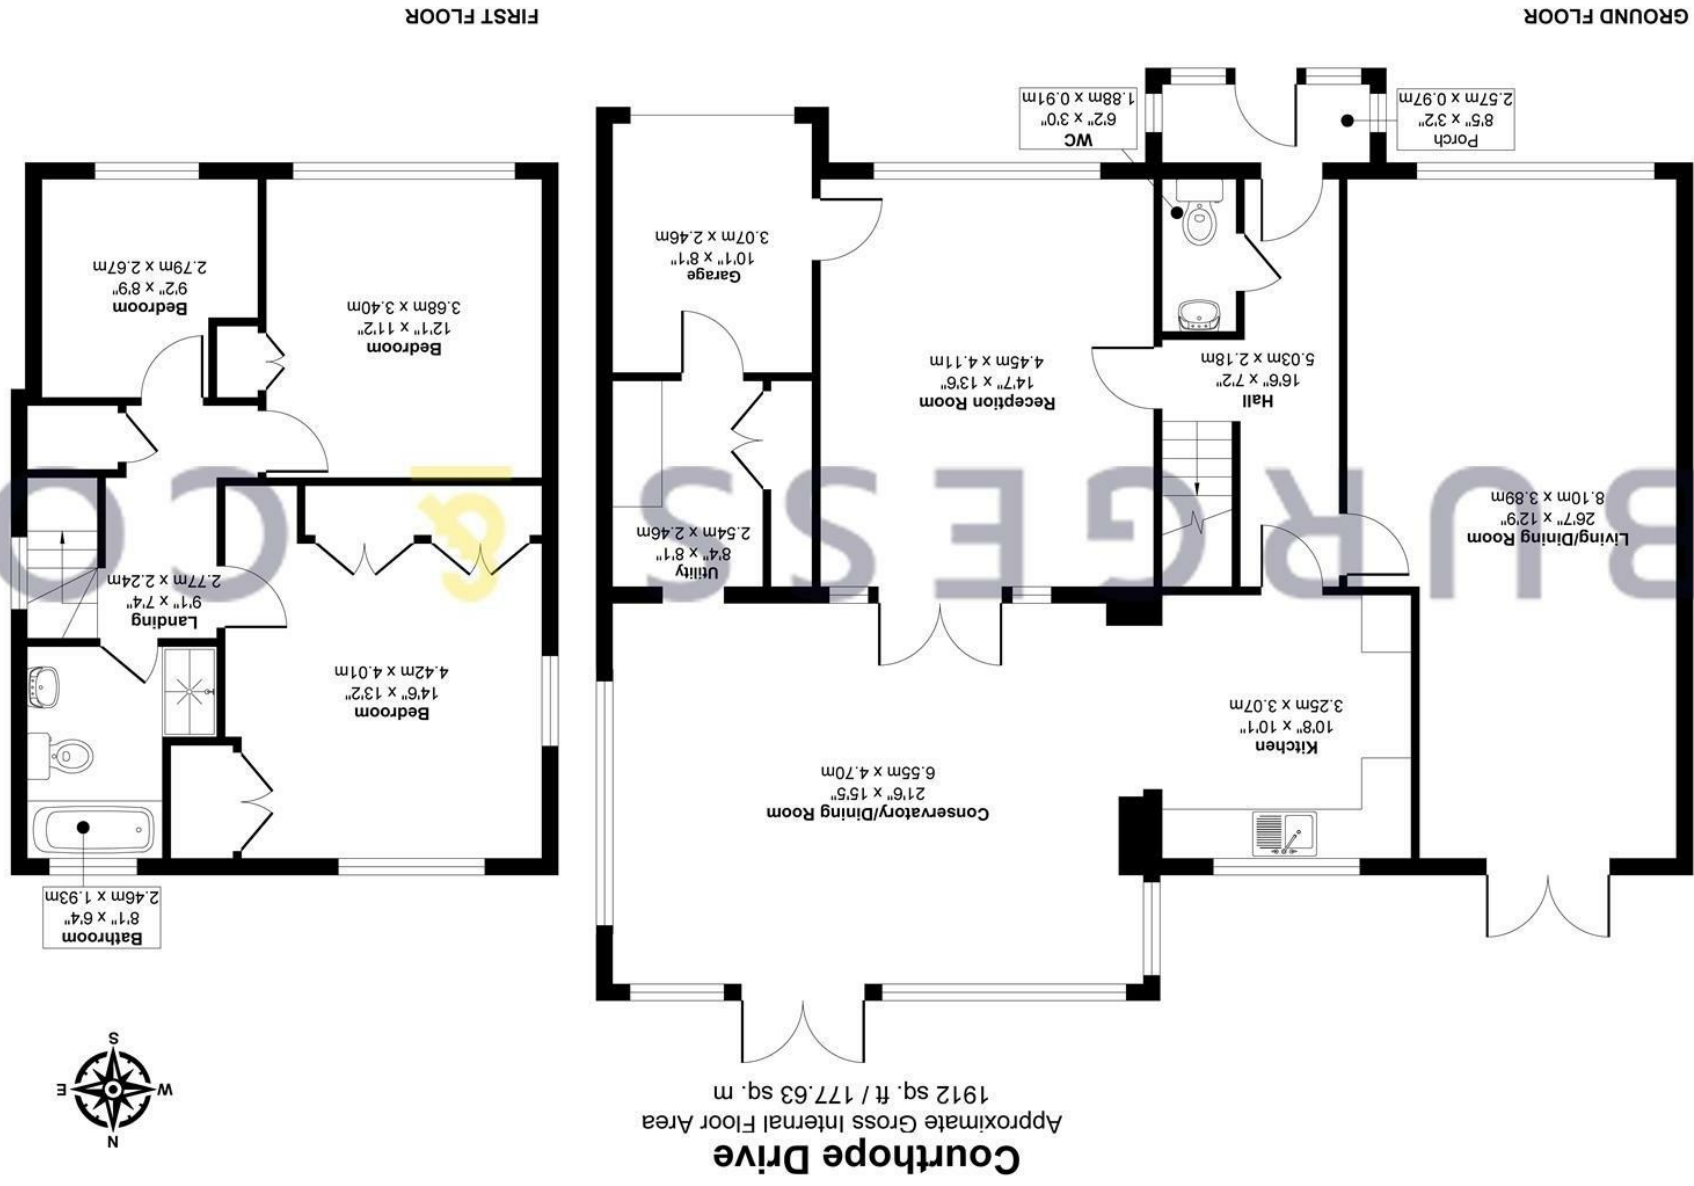 Courthope Drive
Approximate Gross Internal Floor Area
1912 sq. ft / 177.63 sq. m
N
W
E
S
Bathroom
8'1" x 6'4"
2.46m x 1.93m
Conservatory/Dining Room
21'6" x 15'5"
6.55m x 4.70m
Kitchen
10'8" x 10'1"
3.25m x 3.07m
Bedroom
14'6" x 13'2"
4.42m x 4.01m
Landing
9'1" x 7'4"
2.77m x 2.24m
Living/Dining Room
26'7" x 12'9"
8.10m x 3.89m
Utility
8'4" x 8'1"
2.54m x 2.46m
BURGESS & CO
Hall
16'6" x 7'2"
5.03m x 2.18m
Reception Room
14'7" x 13'6"
4.45m x 4.11m
Bedroom
12'1" x 11'2"
3.68m x 3.40m
Bedroom
9'2" x 8'9"
2.79m x 2.67m
Garage
10'1" x 8'1"
3.07m x 2.46m
Porch
8'5" x 3'2"
2.57m x 0.97m
WC
6'2" x 3'0"
1.88m x 0.91m
GROUND FLOOR
FIRST FLOOR